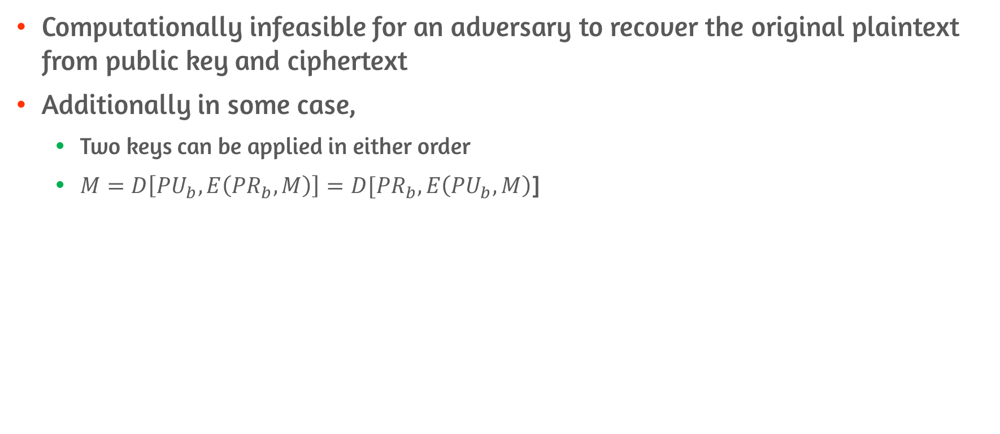 • Computationally infeasible for an adversary to recover the original plaintext
from public key and ciphertext
• Additionally in some case,
• Two keys can be applied in either order
• M = D[PU_b, E(PR_b, M)] = D[PR_b, E(PU_b, M)]